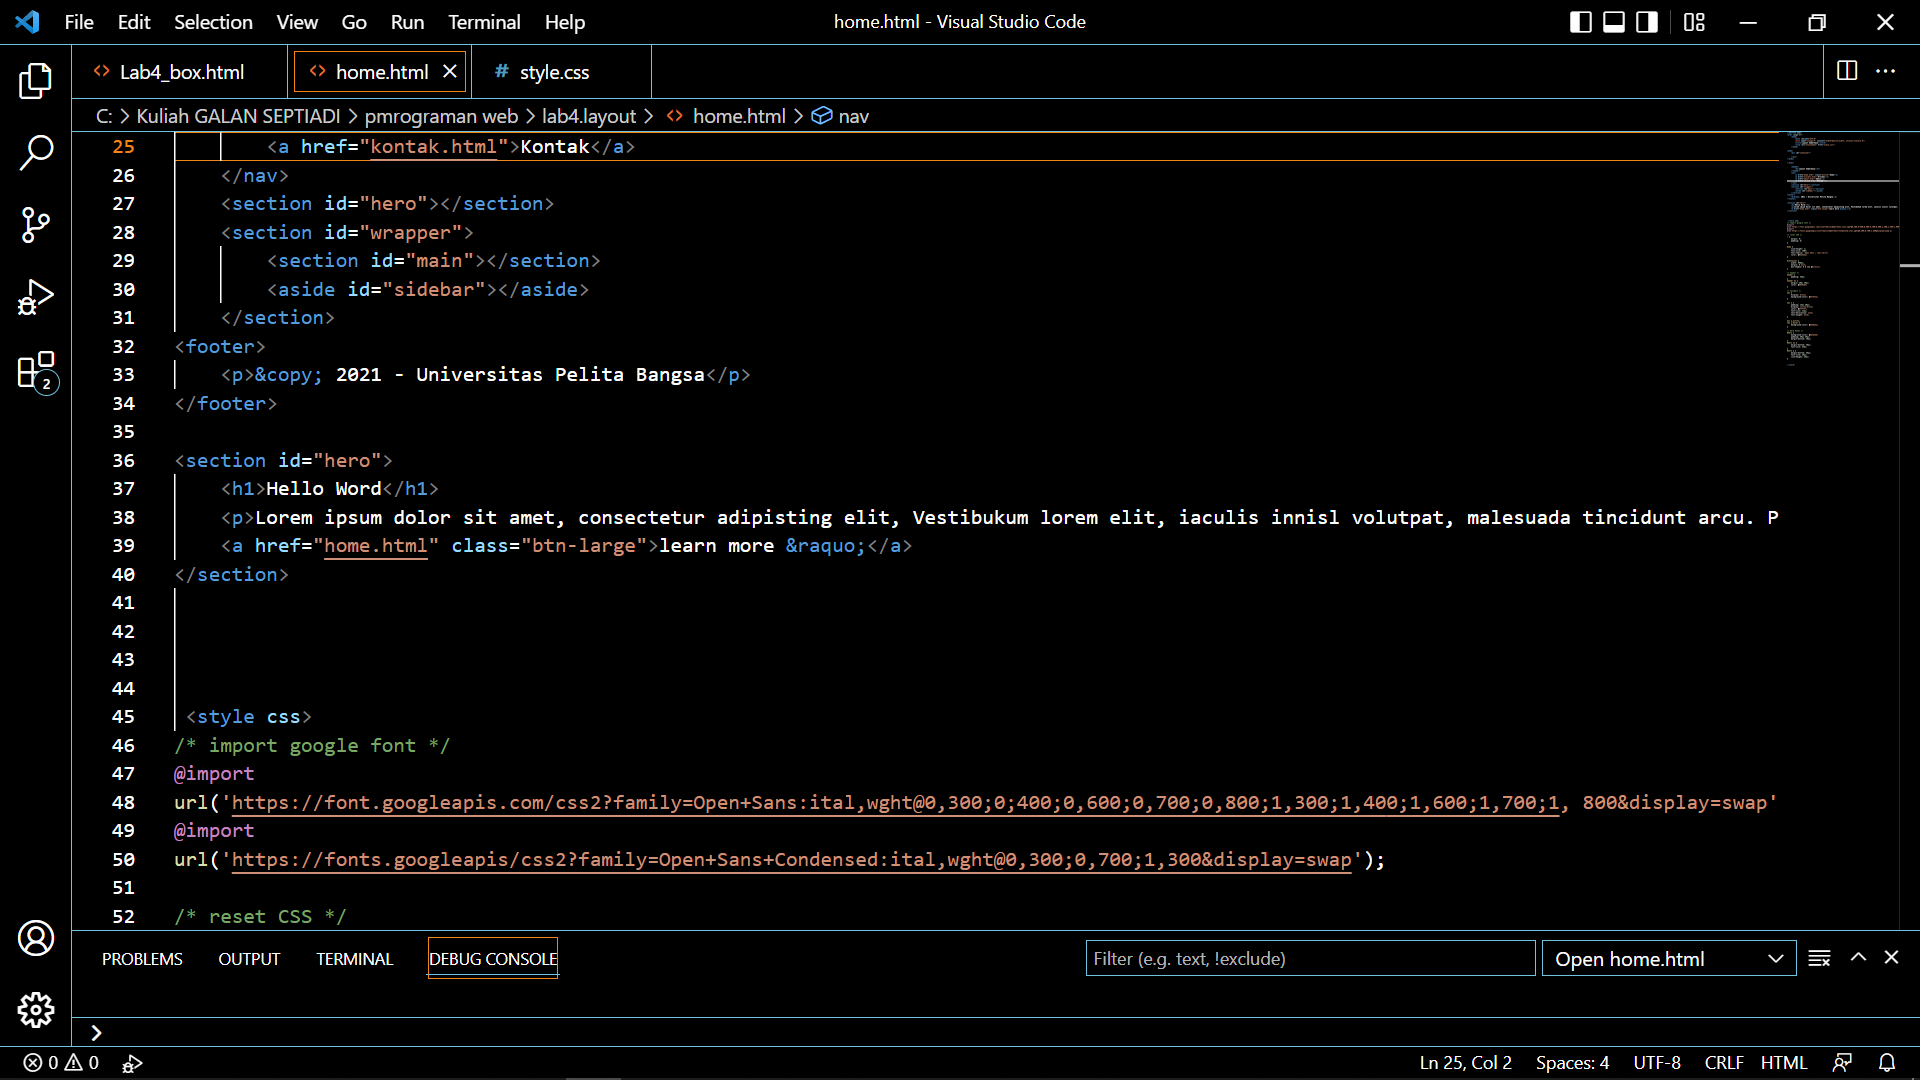 File Edit Selection View Go Run Terminal Help
home.html - Visual Studio Code
Lab4_box.html
home.html
# style.css
C: > Kuliah GALAN SEPTIADI > pmrograman web > lab4.layout > home.html > nav
25 <a href="kontak.html">Kontak</a>
26 </nav>
27 <section id="hero"></section>
28 <section id="wrapper">
29 <section id="main"></section>
30 <aside id="sidebar"></aside>
31 </section>
32 <footer>
33 <p>&copy; 2021 - Universitas Pelita Bangsa</p>
34 </footer>
35
36 <section id="hero">
37 <h1>Hello Word</h1>
38 <p>Lorem ipsum dolor sit amet, consectetur adipisting elit, Vestibukum lorem elit, iaculis innisl volutpat, malesuada tincidunt arcu. P
39 <a href="home.html" class="btn-large">learn more &raquo;</a>
40 </section>
41
42
43
44
45 <style css>
46 /* import google font */
47 @import
48 url('https://font.googleapis.com/css2?family=Open+Sans:ital,wght@0,300;0;400;0,600;0,700;0,800;1,300;1,400;1,600;1,700;1, 800&display=swap'
49 @import
50 url('https://fonts.googleapis/css2?family=Open+Sans+Condensed:ital,wght@0,300;0,700;1,300&display=swap');
51
52 /* reset CSS */
2
PROBLEMS OUTPUT TERMINAL DEBUG CONSOLE
Filter (e.g. text, !exclude)
Open home.html
0 0
Ln 25, Col 2 Spaces: 4 UTF-8 CRLF HTML